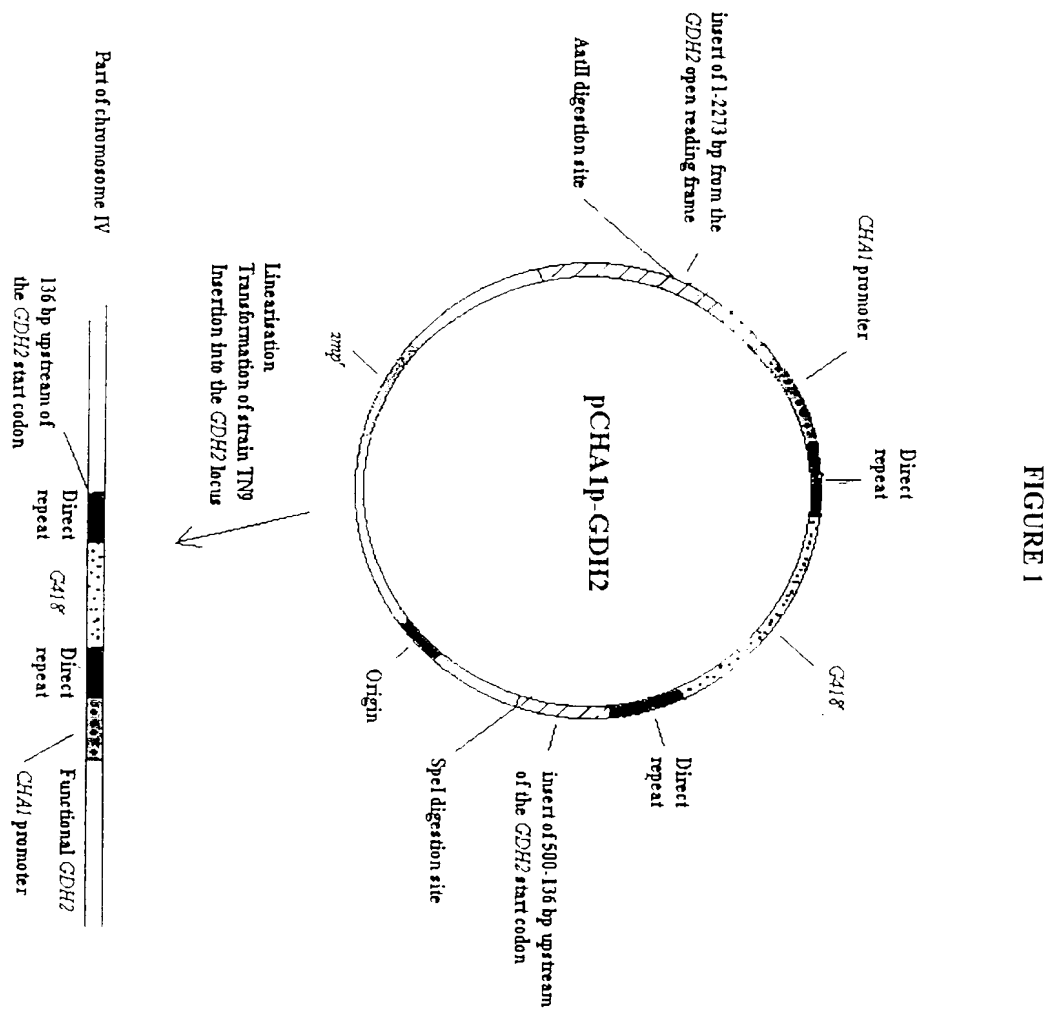 FIGURE 1
CHA1 promoter
Direct
repeat
G418ʳ
insert of 1-2273 bp from the
GDH2 open reading frame
AatII digestion site
pCHA1p-GDH2
Direct
repeat
insert of 500-136 bp upstream
of the GDH2 start codon
SpeI digestion site
Origin
ampʳ
Linearisation
Transformation of strain TN9
Insertion into the GDH2 locus
Part of chromosome IV
136 bp upstream of
the GDH2 start codon
Direct
repeat
G418ʳ
Direct
repeat
Functional GDH2
CHA1 promoter